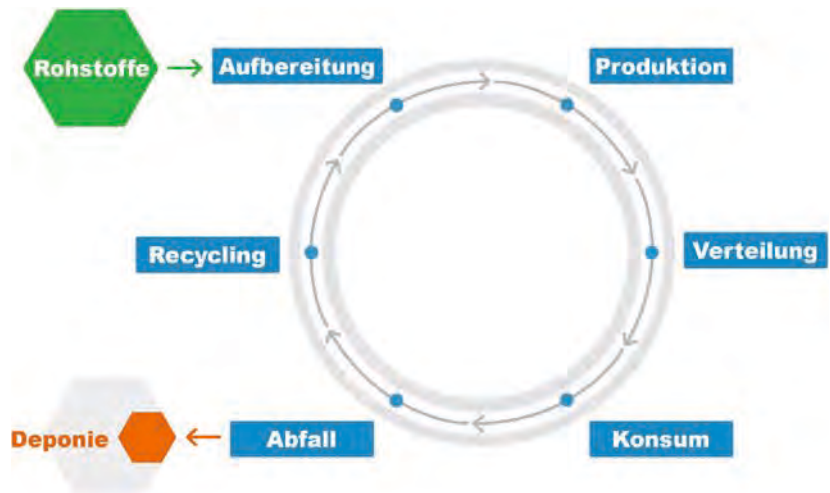 Rohstoffe
Aufbereitung
Produktion
Recycling
Verteilung
Deponie
Abfall
Konsum